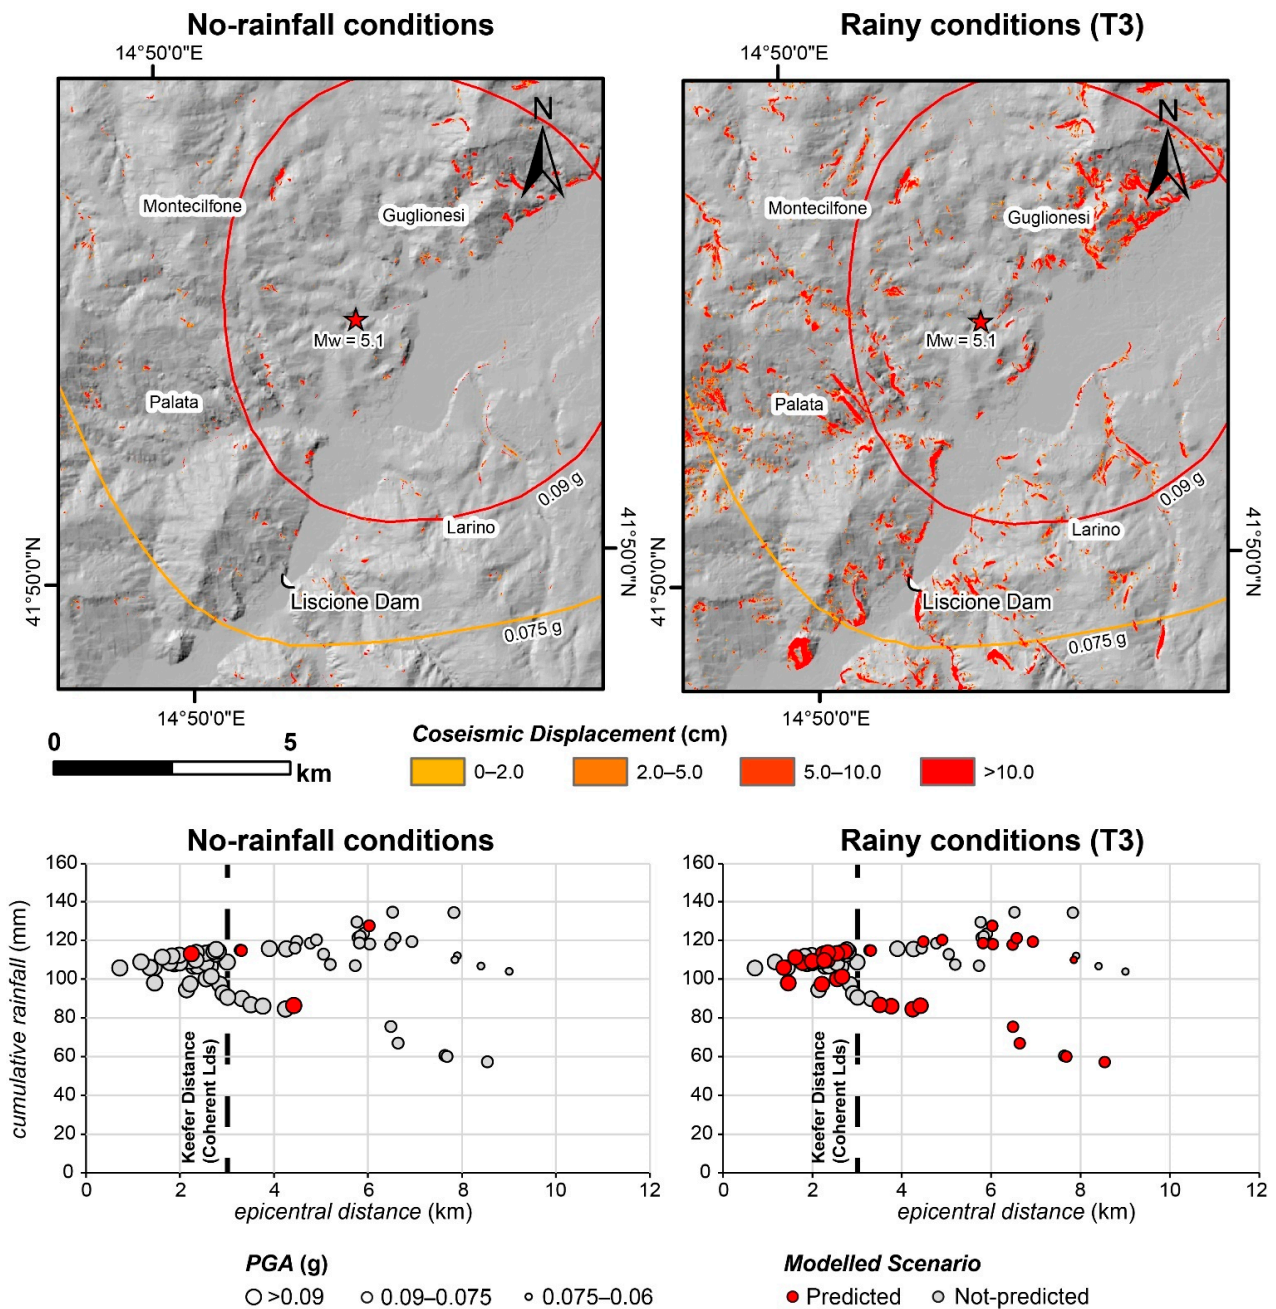 No-rainfall conditions
Rainy conditions (T3)
14°50'0"E
14°50'0"E
N
N
Montecilfone
Guglionesi
Montecilfone
Guglionesi
Mw = 5.1
Mw = 5.1
Palata
Palata
0.09 g
0.09 g
Larino
Larino
41°50'0"N
41°50'0"N
41°50'0"N
41°50'0"N
Liscione Dam
Liscione Dam
0.075 g
0.075 g
14°50'0"E
14°50'0"E
0 5
km
Coseismic Displacement (cm)
0–2.0
2.0–5.0
5.0–10.0
>10.0
No-rainfall conditions
Rainy conditions (T3)
cumulative rainfall (mm)
160
140
120
100
80
60
40
20
0
160
140
120
100
80
60
40
20
0
Keefer Distance
(Coherent Lds)
Keefer Distance
(Coherent Lds)
0 2 4 6 8 10 12
0 2 4 6 8 10 12
epicentral distance (km)
epicentral distance (km)
PGA (g)
>0.09
0.09–0.075
0.075–0.06
Modelled Scenario
Predicted
Not-predicted